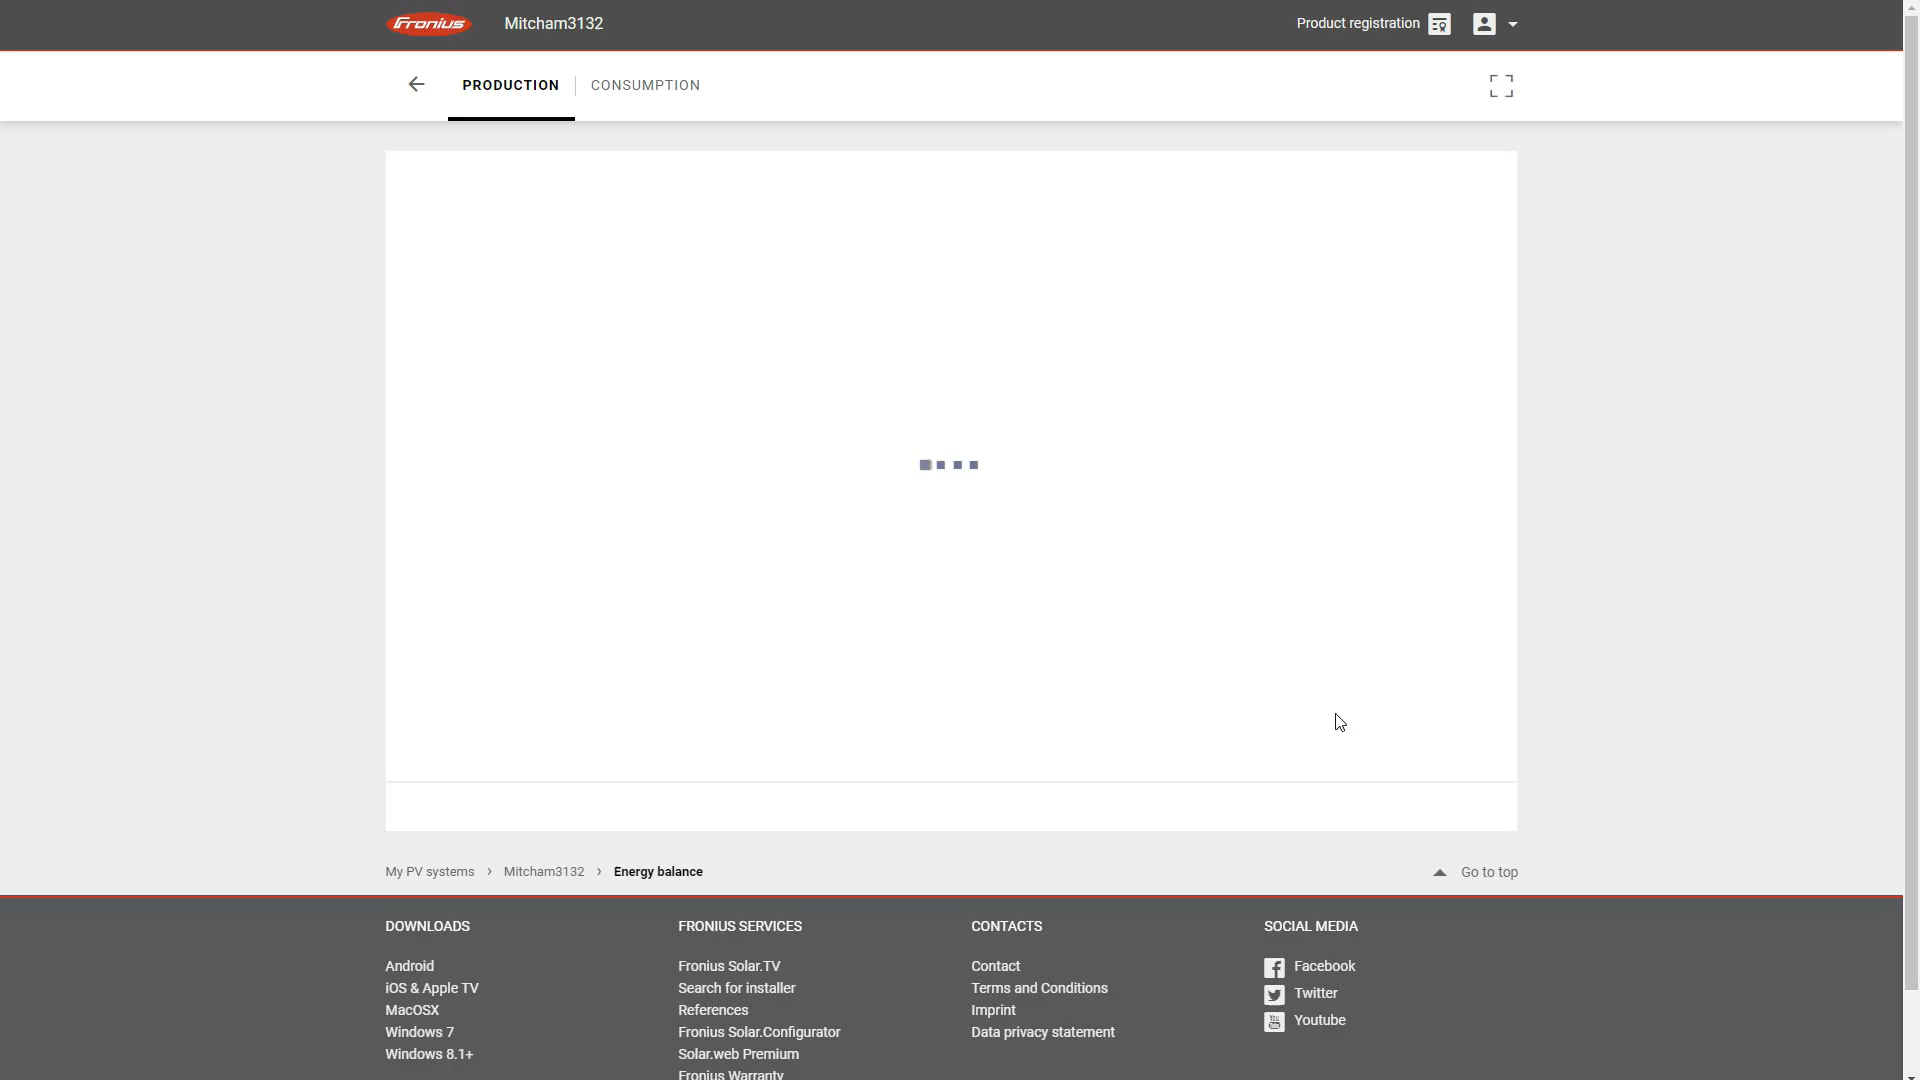 Fronius
Mitcham3132
Product registration
PRODUCTION
CONSUMPTION
My PV systems > Mitcham3132 > Energy balance
Go to top
DOWNLOADS
Android
iOS & Apple TV
MacOSX
Windows 7
Windows 8.1+
FRONIUS SERVICES
Fronius Solar.TV
Search for installer
References
Fronius Solar.Configurator
Solar.web Premium
Fronius Warranty
CONTACTS
Contact
Terms and Conditions
Imprint
Data privacy statement
SOCIAL MEDIA
Facebook
Twitter
Youtube